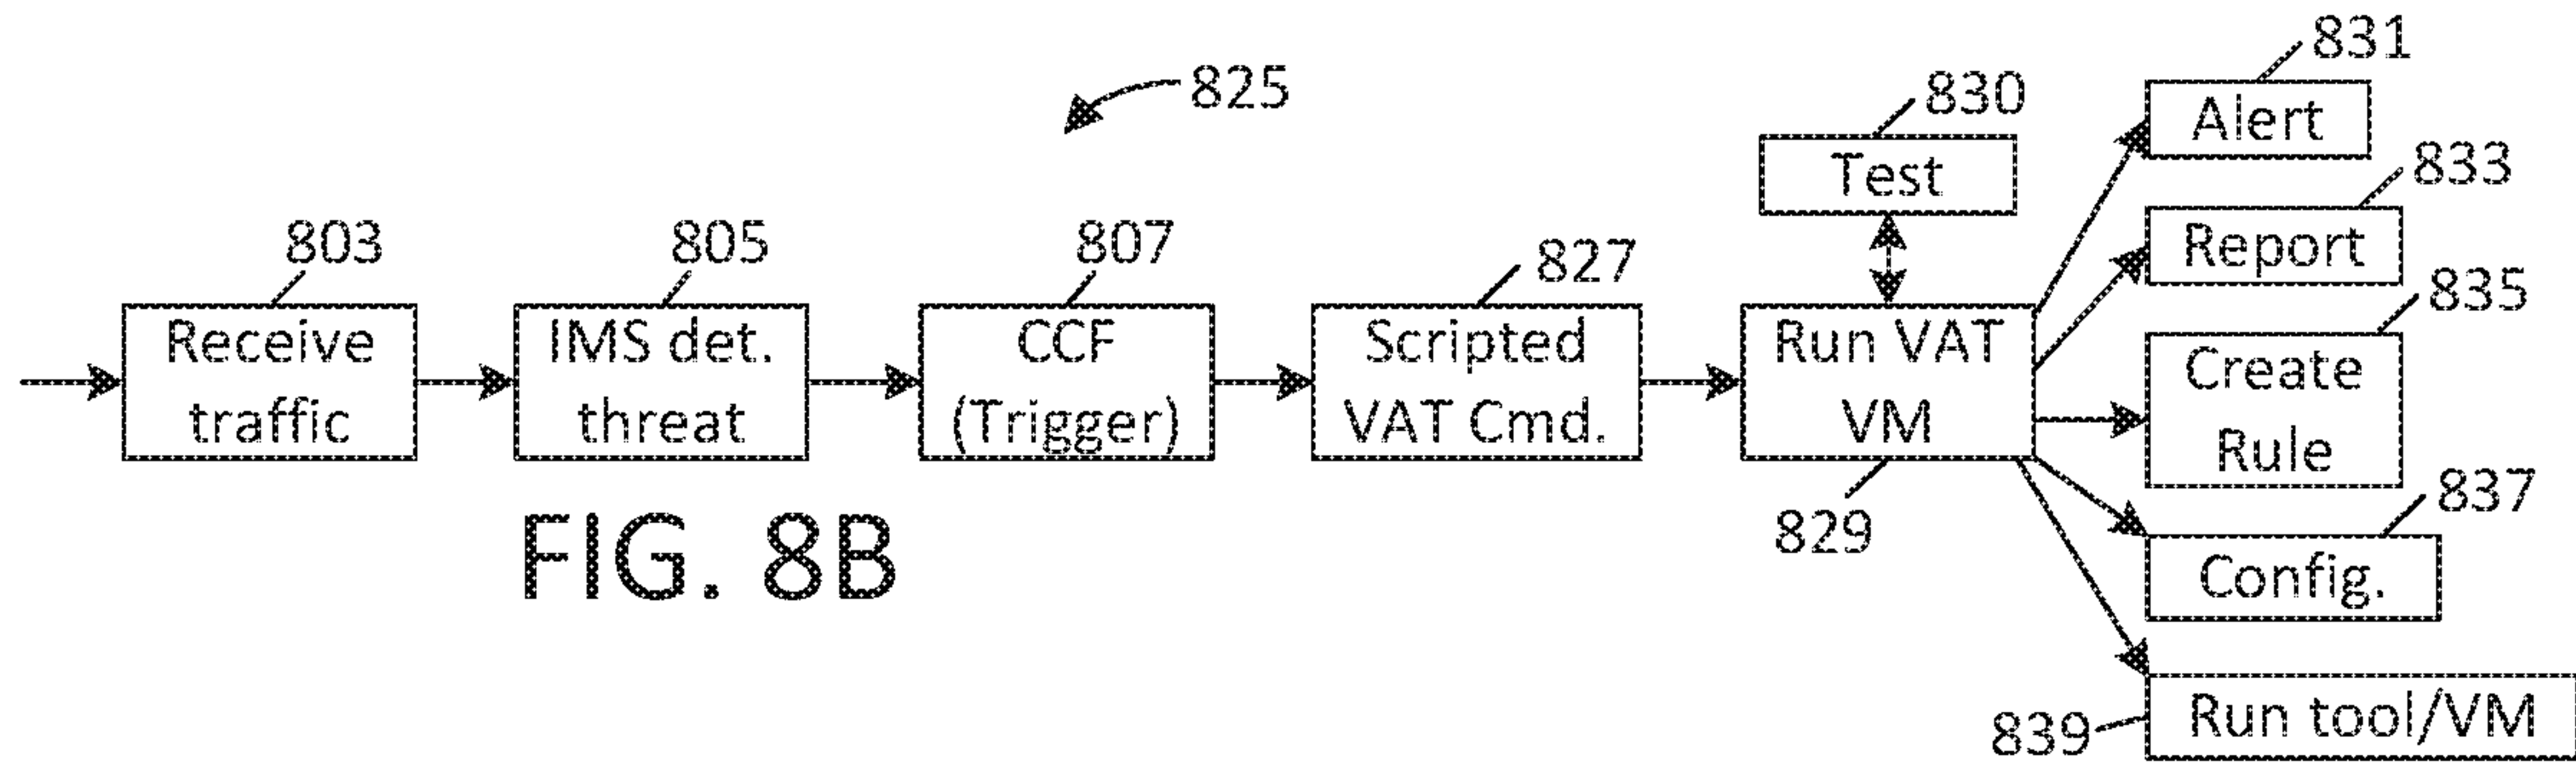 831
825
830
Alert
833
Test
803
805
807
827
Report
835
Receive
traffic
IMS det.
threat
CCF
(Trigger)
Scripted
VAT Cmd.
Run VAT
VM
Create
Rule
829
837
FIG. 8B
Config.
839
Run tool/VM